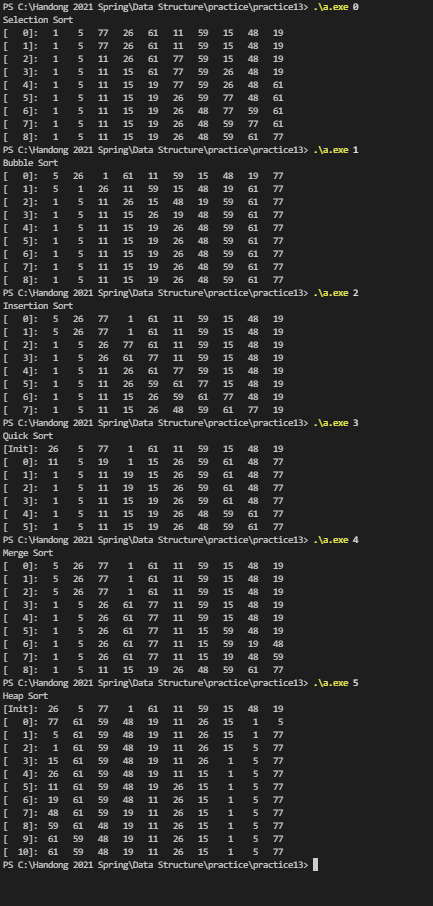 PS C:\Handong 2021 Spring\Data Structure\practice\practice13> .\a.exe 0
Selection Sort
[   0]:   1    5   77   26   61   11   59   15   48   19
[   1]:   1    5   77   26   61   11   59   15   48   19
[   2]:   1    5   11   26   61   77   59   15   48   19
[   3]:   1    5   11   15   61   77   59   26   48   19
[   4]:   1    5   11   15   19   77   59   26   48   61
[   5]:   1    5   11   15   19   26   59   77   48   61
[   6]:   1    5   11   15   19   26   48   77   59   61
[   7]:   1    5   11   15   19   26   48   59   77   61
[   8]:   1    5   11   15   19   26   48   59   61   77
PS C:\Handong 2021 Spring\Data Structure\practice\practice13> .\a.exe 1
Bubble Sort
[   0]:   5   26    1   61   11   59   15   48   19   77
[   1]:   5    1   26   11   59   15   48   19   61   77
[   2]:   1    5   11   26   15   48   19   59   61   77
[   3]:   1    5   11   15   26   19   48   59   61   77
[   4]:   1    5   11   15   19   26   48   59   61   77
[   5]:   1    5   11   15   19   26   48   59   61   77
[   6]:   1    5   11   15   19   26   48   59   61   77
[   7]:   1    5   11   15   19   26   48   59   61   77
[   8]:   1    5   11   15   19   26   48   59   61   77
PS C:\Handong 2021 Spring\Data Structure\practice\practice13> .\a.exe 2
Insertion Sort
[   0]:   5   26   77    1   61   11   59   15   48   19
[   1]:   5   26   77    1   61   11   59   15   48   19
[   2]:   1    5   26   77   61   11   59   15   48   19
[   3]:   1    5   26   61   77   11   59   15   48   19
[   4]:   1    5   11   26   61   77   59   15   48   19
[   5]:   1    5   11   26   59   61   77   15   48   19
[   6]:   1    5   11   15   26   59   61   77   48   19
[   7]:   1    5   11   15   26   48   59   61   77   19
PS C:\Handong 2021 Spring\Data Structure\practice\practice13> .\a.exe 3
Quick Sort
[Init]:  26    5   77    1   61   11   59   15   48   19
[   0]:  11    5   19    1   15   26   59   61   48   77
[   1]:   1    5   11   19   15   26   59   61   48   77
[   2]:   1    5   11   19   15   26   59   61   48   77
[   3]:   1    5   11   15   19   26   59   61   48   77
[   4]:   1    5   11   15   19   26   48   59   61   77
[   5]:   1    5   11   15   19   26   48   59   61   77
PS C:\Handong 2021 Spring\Data Structure\practice\practice13> .\a.exe 4
Merge Sort
[   0]:   5   26   77    1   61   11   59   15   48   19
[   1]:   5   26   77    1   61   11   59   15   48   19
[   2]:   5   26   77    1   61   11   59   15   48   19
[   3]:   1    5   26   61   77   11   59   15   48   19
[   4]:   1    5   26   61   77   11   59   15   48   19
[   5]:   1    5   26   61   77   11   15   59   48   19
[   6]:   1    5   26   61   77   11   15   59   19   48
[   7]:   1    5   26   61   77   11   15   19   48   59
[   8]:   1    5   11   15   19   26   48   59   61   77
PS C:\Handong 2021 Spring\Data Structure\practice\practice13> .\a.exe 5
Heap Sort
[Init]:  26    5   77    1   61   11   59   15   48   19
[   0]:  77   61   59   48   19   11   26   15    1    5
[   1]:   5   61   59   48   19   11   26   15    1   77
[   2]:   1   61   59   48   19   11   26   15    5   77
[   3]:  15   61   59   48   19   11   26    1    5   77
[   4]:  26   61   59   48   19   11   15    1    5   77
[   5]:  11   61   59   48   19   26   15    1    5   77
[   6]:  19   61   59   48   11   26   15    1    5   77
[   7]:  48   61   59   19   11   26   15    1    5   77
[   8]:  59   61   48   19   11   26   15    1    5   77
[   9]:  61   59   48   19   11   26   15    1    5   77
[  10]:  61   59   48   19   11   26   15    1    5   77
PS C:\Handong 2021 Spring\Data Structure\practice\practice13>